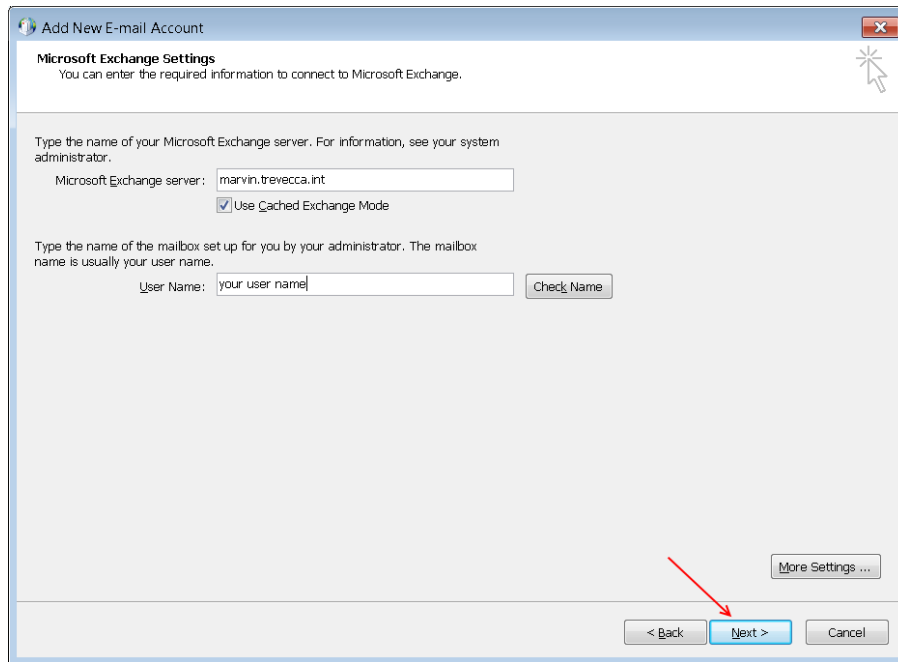 Add New E-mail Account
Microsoft Exchange Settings
You can enter the required information to connect to Microsoft Exchange.
Type the name of your Microsoft Exchange server. For information, see your system
administrator.
Microsoft Exchange server: marvin.trevecca.int
Use Cached Exchange Mode
Type the name of the mailbox set up for you by your administrator. The mailbox
name is usually your user name.
User Name: your user name Check Name
More Settings ...
< Back Next > Cancel